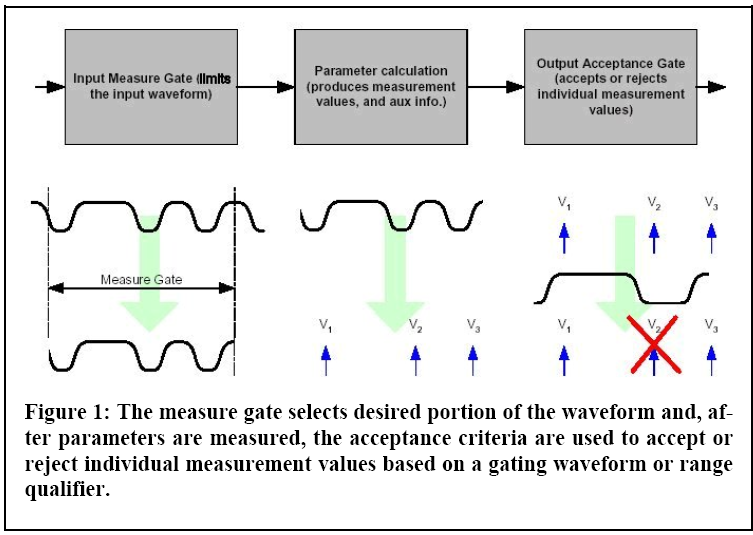 Input Measure Gate (limits
the input waveform)
Parameter calculation
(produces measurement
values, and aux info.)
Output Acceptance Gate
(accepts or rejects
individual measurement
values)
Measure Gate
V1 V2 V3
V1 V2 V3
V1 V2 V3
Figure 1: The measure gate selects desired portion of the waveform and, af-
ter parameters are measured, the acceptance criteria are used to accept or
reject individual measurement values based on a gating waveform or range
qualifier.